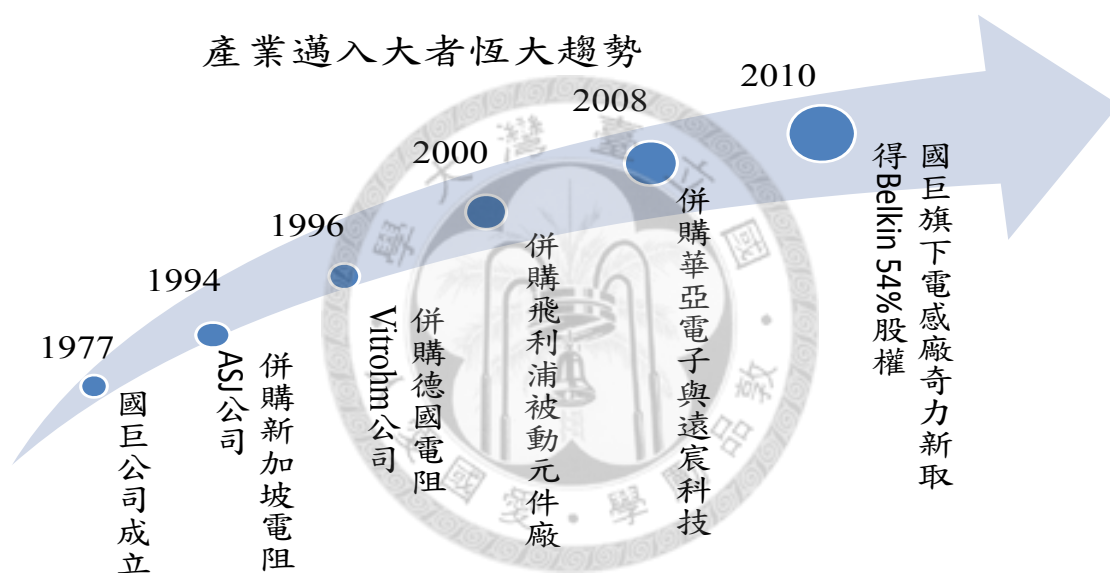 產業邁入大者恆大趨勢
1977
國巨公司成立
1994
併購新加坡電阻
ASJ公司
1996
併購德國電阻
Vitrohm公司
2000
併購飛利浦被動元件廠
2008
併購華亞電子與遠宸科技
2010
國巨旗下電感廠奇力新取
得Belkin 54%股權